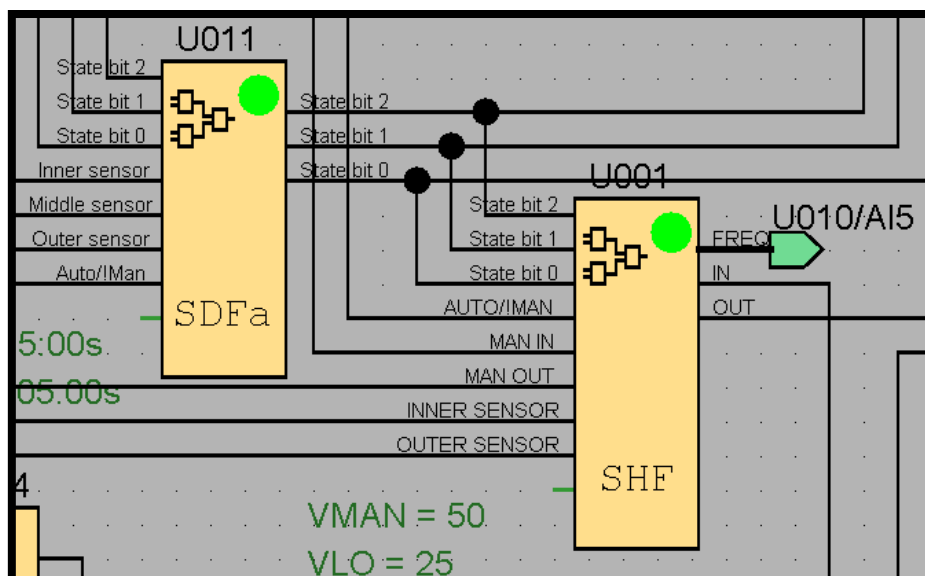 U011
State bit 2
State bit 1
State bit 2
State bit 0
State bit 1
Inner sensor
State bit 0
U001
Middle sensor
State bit 2
U010/AI5
Outer sensor
State bit 1
FREQ
Auto/!Man
State bit 0
IN
SDFa
AUTO/!MAN
OUT
5:00s
MAN IN
MAN OUT
05.00s
INNER SENSOR
OUTER SENSOR
SHF
4
VMAN = 50
VLO = 25